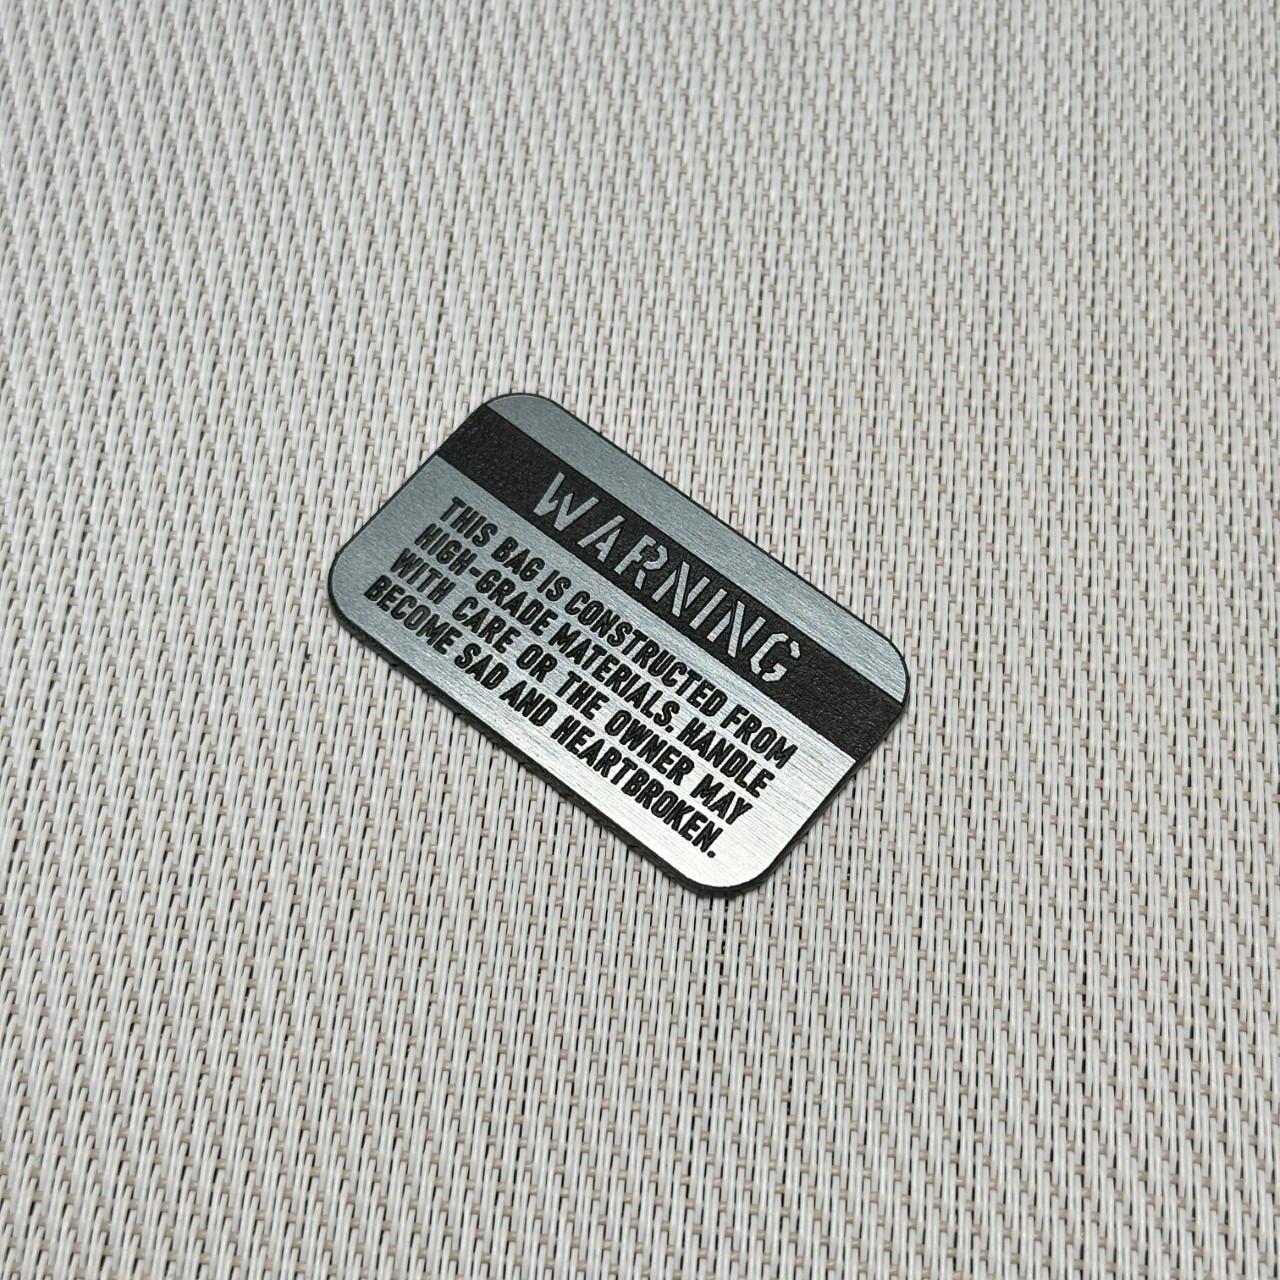 WARNING
THIS BAG IS CONSTRUCTED FROM
HIGH-GRADE MATERIALS. HANDLE
WITH CARE OR THE OWNER MAY
BECOME SAD AND HEARTBROKEN.